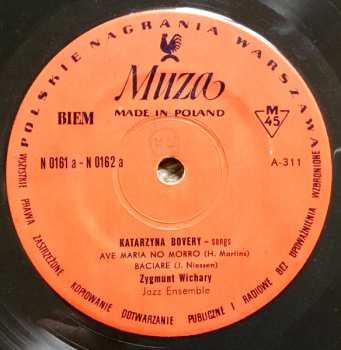 POLSKIE NAGRANIA WARSZAWA
Muza
MADE IN POLAND
BIEM
M
45
N 0161 a - N 0162 a
A-311
KATARZYNA BOVERY - songs
AVE MARIA NO MORRO (H. Martins)
BACIARE (J. Niessen)
Zygmunt Wichary
Jazz Ensemble
WSZYSTKIE PRAWA ZASTRZEŻONE KOPIOWANIE ODTWARZANIE PUBLICZNE I RADIOWE BEZ UPOWAŻNIENIA WZBRONIONE